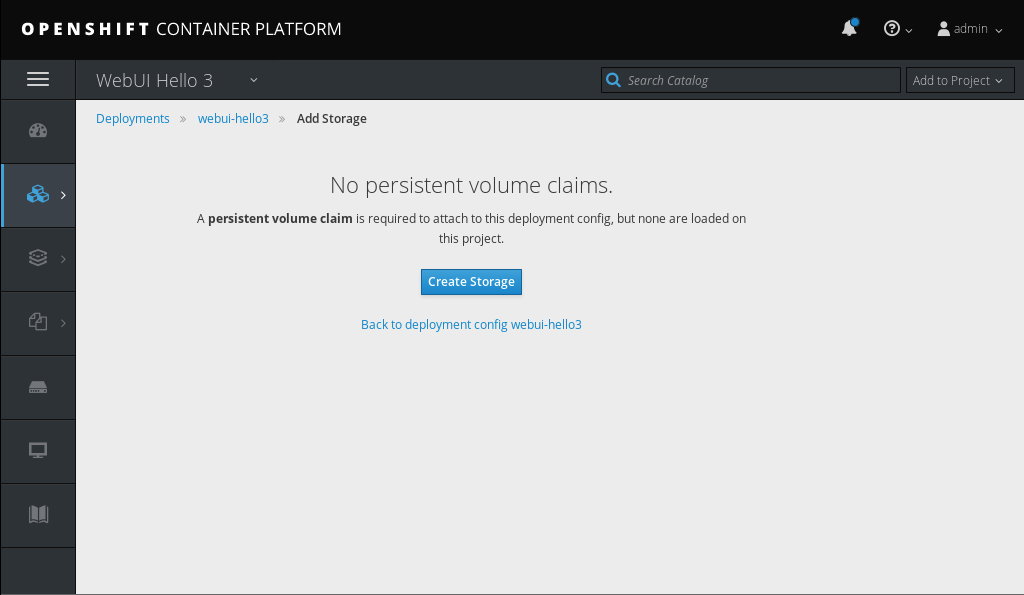 OPENSHIFT CONTAINER PLATFORM
admin
WebUI Hello 3
Search Catalog
Add to Project
Deployments » webui-hello3 » Add Storage
No persistent volume claims.
A persistent volume claim is required to attach to this deployment config, but none are loaded on
this project.
Create Storage
Back to deployment config webui-hello3